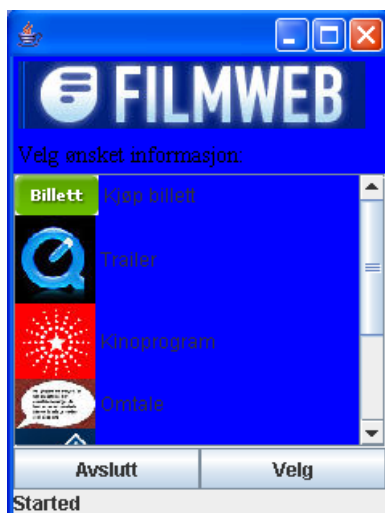 FILMWEB
Velg ønsket informasjon:
Billett Kjøp billett
Trailer
Kinoprogram
Omtale
Avslutt Velg
Started